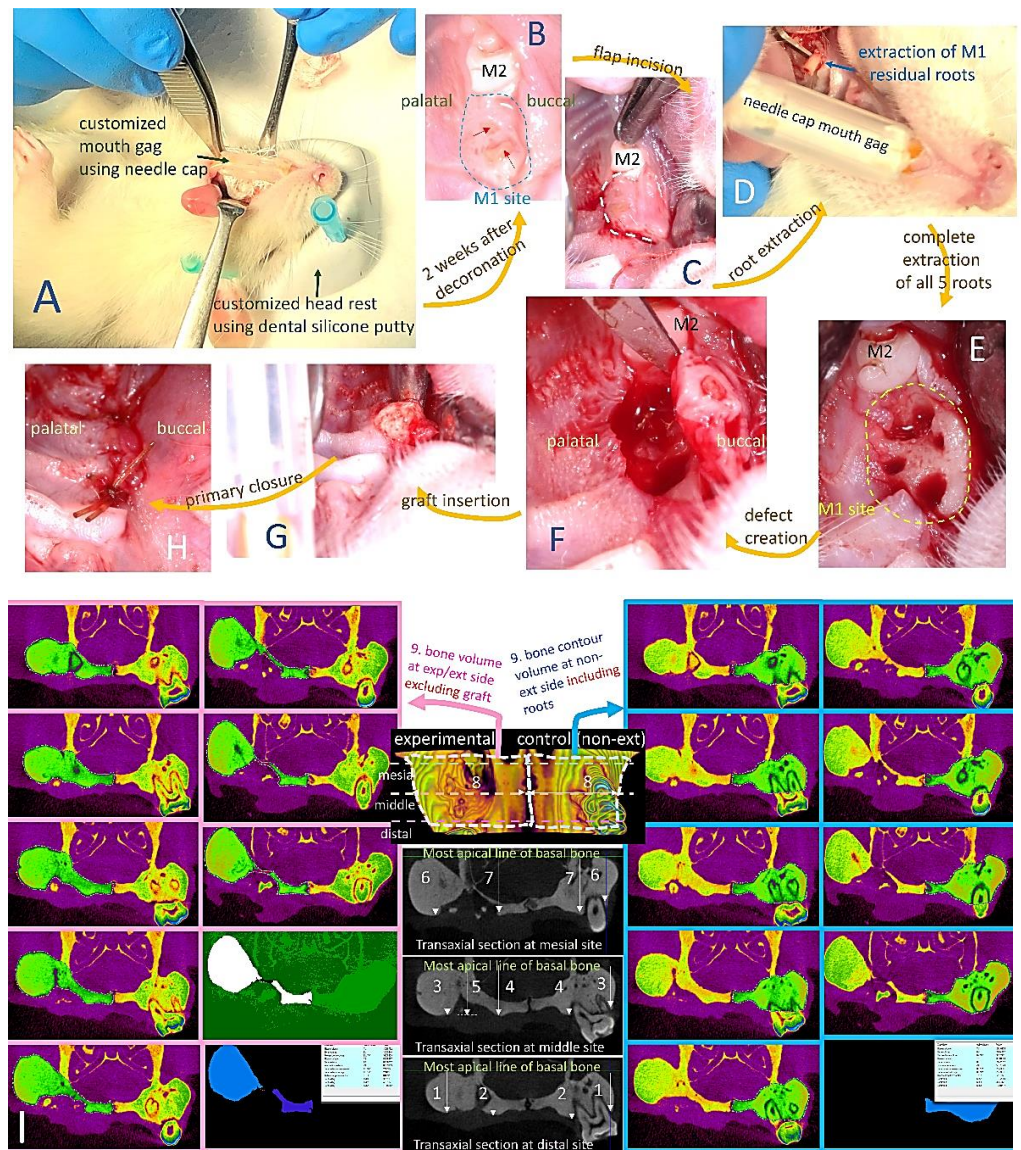 customized
mouth gag
using needle cap
A
customized head rest
using dental silicone putty
2 weeks after
decoronation
B
M2
palatal
buccal
M1 site
flap incision
M2
C
root extraction
extraction of M1
residual roots
needle cap mouth gag
D
complete
extraction
of all 5 roots
M2
E
M1 site
defect
creation
M2
palatal
buccal
F
graft insertion
G
primary closure
palatal
buccal
H
9. bone volume
at exp/ext side
excluding graft
9. bone contour
volume at non-
ext side including
roots
experimental
control (non-ext)
mesia
middle
distal
8
8
Most apical line of basal bone
6
7
7
6
Transaxial section at mesial site
Most apical line of basal bone
3
5
4
4
3
Transaxial section at middle site
Most apical line of basal bone
1
2
2
1
Transaxial section at distal site